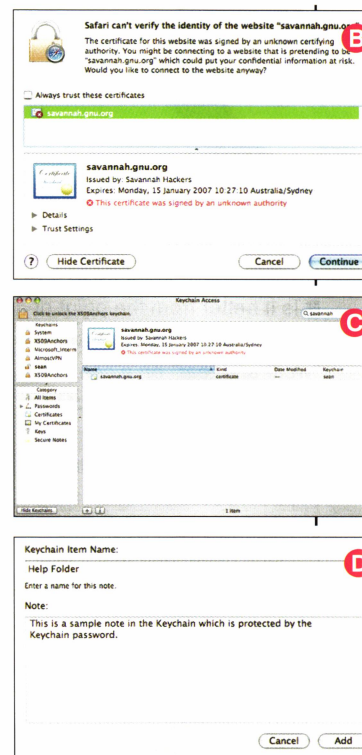 B
Safari can't verify the identity of the website "savannah.gnu.org"
The certificate for this website was signed by an unknown certifying
authority. You might be connecting to a website that is pretending to be
"savannah.gnu.org" which could put your confidential information at risk.
Would you like to connect to the website anyway?
Always trust these certificates
savannah.gnu.org
Certificate
savannah.gnu.org
Issued by: Savannah Hackers
Expires: Monday, 15 January 2007 10 27 10 Australia/Sydney
This certificate was signed by an unknown authority
Details
Trust Settings
? Hide Certificate Cancel Continue
C
Keychain Access
Click to unlock the X509Anchors keychain.
savannah
Keychains
System
X509Anchors
Microsoft_Interm
AlmostVPN
sean
X509Anchors
Category
All Items
Passwords
Certificates
My Certificates
Keys
Secure Notes
savannah.gnu.org
Issued by: Savannah Hackers
Expires: Monday, 15 January 2007 10 27 10 Australia/Sydney
This certificate was signed by an unknown authority
Name Kind Date Modified Keychain
savannah.gnu.org certificate -- sean
Hide Keychains + i 1 item
D
Keychain Item Name:
Help Folder
Enter a name for this note.
Note:
This is a sample note in the Keychain which is protected by the
Keychain password.
Cancel Add